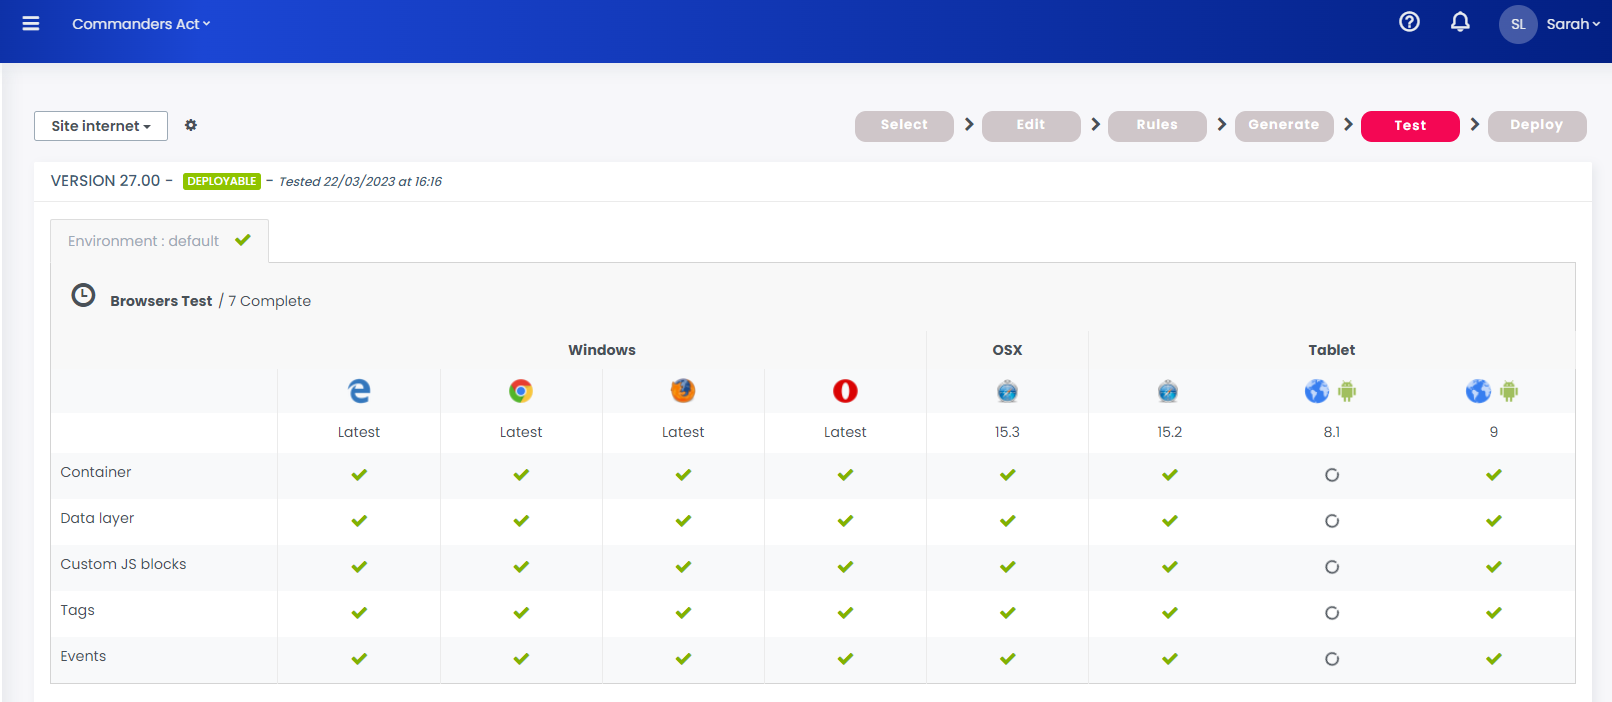 Commanders Act
SL Sarah
Site internet
Select Edit Rules Generate Test Deploy
VERSION 27.00 - DEPLOYABLE - Tested 22/03/2023 at 16:16
Environment : default
Browsers Test / 7 Complete
Windows OSX Tablet
Latest Latest Latest Latest 15.3 15.2 8.1 9
Container
Data layer
Custom JS blocks
Tags
Events